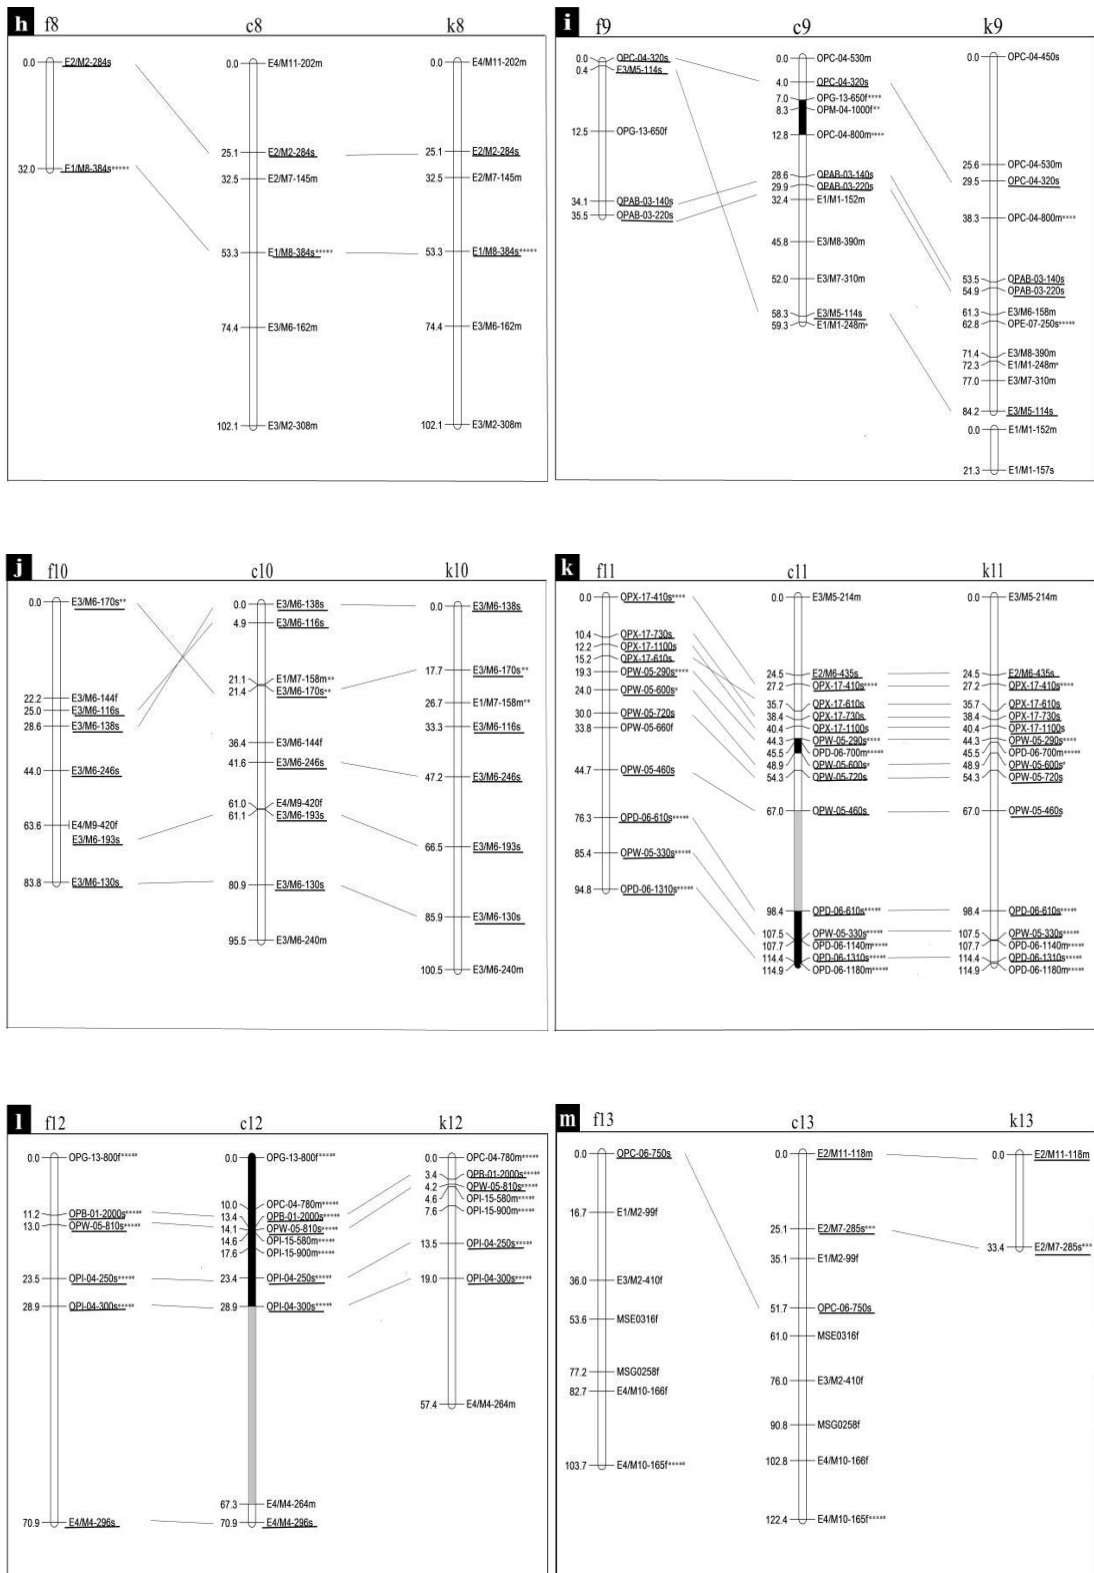 h f8 c8 k8
0.0 E2/M2-284s
32.0 E1/M8-384s*****
0.0 E4/M11-202m
25.1 E2/M2-284s
32.5 E2/M7-145m
53.3 E1/M8-384s*****
74.4 E3/M6-162m
102.1 E3/M2-308m
0.0 E4/M11-202m
25.1 E2/M2-284s
32.5 E2/M7-145m
53.3 E1/M8-384s*****
74.4 E3/M6-162m
102.1 E3/M2-308m
i f9 c9 k9
0.0 OPC-04-320s
0.4 E3/M5-114s
12.5 OPG-13-650f
34.1 OPAB-03-140s
35.5 OPAB-03-220s
0.0 OPC-04-530m
4.0 OPC-04-320s
7.0 OPG-13-650f****
8.3 OPM-04-1000f**
12.8 OPC-04-800m****
28.6 OPAB-03-140s
29.9 OPAB-03-220s
32.4 E1/M1-152m
45.8 E3/M8-390m
52.0 E3/M7-310m
58.3 E3/M5-114s
59.3 E1/M1-248m*
0.0 OPC-04-450s
25.6 OPC-04-530m
29.5 OPC-04-320s
38.3 OPC-04-800m****
53.5 OPAB-03-140s
54.9 OPAB-03-220s
61.3 E3/M6-158m
62.8 OPE-07-250s*****
71.4 E3/M8-390m
72.3 E1/M1-248m*
77.0 E3/M7-310m
84.2 E3/M5-114s
0.0 E1/M1-152m
21.3 E1/M1-157s
j f10 c10 k10
0.0 E3/M6-170s**
22.2 E3/M6-144f
25.0 E3/M6-116s
28.6 E3/M6-138s
44.0 E3/M6-246s
63.6 E4/M9-420f
E3/M6-193s
83.8 E3/M6-130s
0.0 E3/M6-138s
4.9 E3/M6-116s
21.1 E1/M7-158m**
21.4 E3/M6-170s**
36.4 E3/M6-144f
41.6 E3/M6-246s
61.0 E4/M9-420f
61.1 E3/M6-193s
80.9 E3/M6-130s
95.5 E3/M6-240m
0.0 E3/M6-138s
17.7 E3/M6-170s**
26.7 E1/M7-158m**
33.3 E3/M6-116s
47.2 E3/M6-246s
66.5 E3/M6-193s
85.9 E3/M6-130s
100.5 E3/M6-240m
k f11 c11 k11
0.0 OPX-17-410s****
10.4 OPX-17-730s
12.2 OPX-17-1100s
15.2 OPX-17-610s
19.3 OPW-05-290s****
24.0 OPW-05-600s*
30.0 OPW-05-720s
33.8 OPW-05-660f
44.7 OPW-05-460s
76.3 OPD-06-610s*****
85.4 OPW-05-330s*****
94.8 OPD-06-1310s*****
0.0 E3/M5-214m
24.5 E2/M6-435s
27.2 OPX-17-410s****
35.7 OPX-17-610s
38.4 OPX-17-730s
40.4 OPX-17-1100s
44.3 OPW-05-290s****
45.5 OPD-06-700m*****
48.9 OPW-05-600s*
54.3 OPW-05-720s
67.0 OPW-05-460s
98.4 OPD-06-610s*****
107.5 OPW-05-330s*****
107.7 OPD-06-1140m*****
114.4 OPD-06-1310s*****
114.9 OPD-06-1180m*****
0.0 E3/M5-214m
24.5 E2/M6-435s
27.2 OPX-17-410s****
35.7 OPX-17-610s
38.4 OPX-17-730s
40.4 OPX-17-1100s
44.3 OPW-05-290s****
45.5 OPD-06-700m*****
48.9 OPW-05-600s*
54.3 OPW-05-720s
67.0 OPW-05-460s
98.4 OPD-06-610s*****
107.5 OPW-05-330s*****
107.7 OPD-06-1140m*****
114.4 OPD-06-1310s*****
114.9 OPD-06-1180m*****
l f12 c12 k12
0.0 OPG-13-800f*****
11.2 OPB-01-2000s*****
13.0 OPW-05-810s*****
23.5 OPI-04-250s*****
28.9 OPI-04-300s*****
70.9 E4/M4-296s
0.0 OPG-13-800f*****
10.0 OPC-04-780m*****
13.4 OPB-01-2000s*****
14.1 OPW-05-810s*****
14.6 OPI-15-580m*****
17.6 OPI-15-900m*****
23.4 OPI-04-250s*****
28.9 OPI-04-300s*****
67.3 E4/M4-264m
70.9 E4/M4-296s
0.0 OPC-04-780m*****
3.4 OPB-01-2000s*****
4.2 OPW-05-810s*****
4.6 OPI-15-580m*****
7.6 OPI-15-900m*****
13.5 OPI-04-250s*****
19.0 OPI-04-300s*****
57.4 E4/M4-264m
m f13 c13 k13
0.0 OPC-06-750s
16.7 E1/M2-99f
36.0 E3/M2-410f
53.6 MSE0316f
77.2 MSG0258f
82.7 E4/M10-166f
103.7 E4/M10-165f*****
0.0 E2/M11-118m
25.1 E2/M7-285s***
35.1 E1/M2-99f
51.7 OPC-06-750s
61.0 MSE0316f
76.0 E3/M2-410f
90.8 MSG0258f
102.8 E4/M10-166f
122.4 E4/M10-165f*****
0.0 E2/M11-118m
33.4 E2/M7-285s***